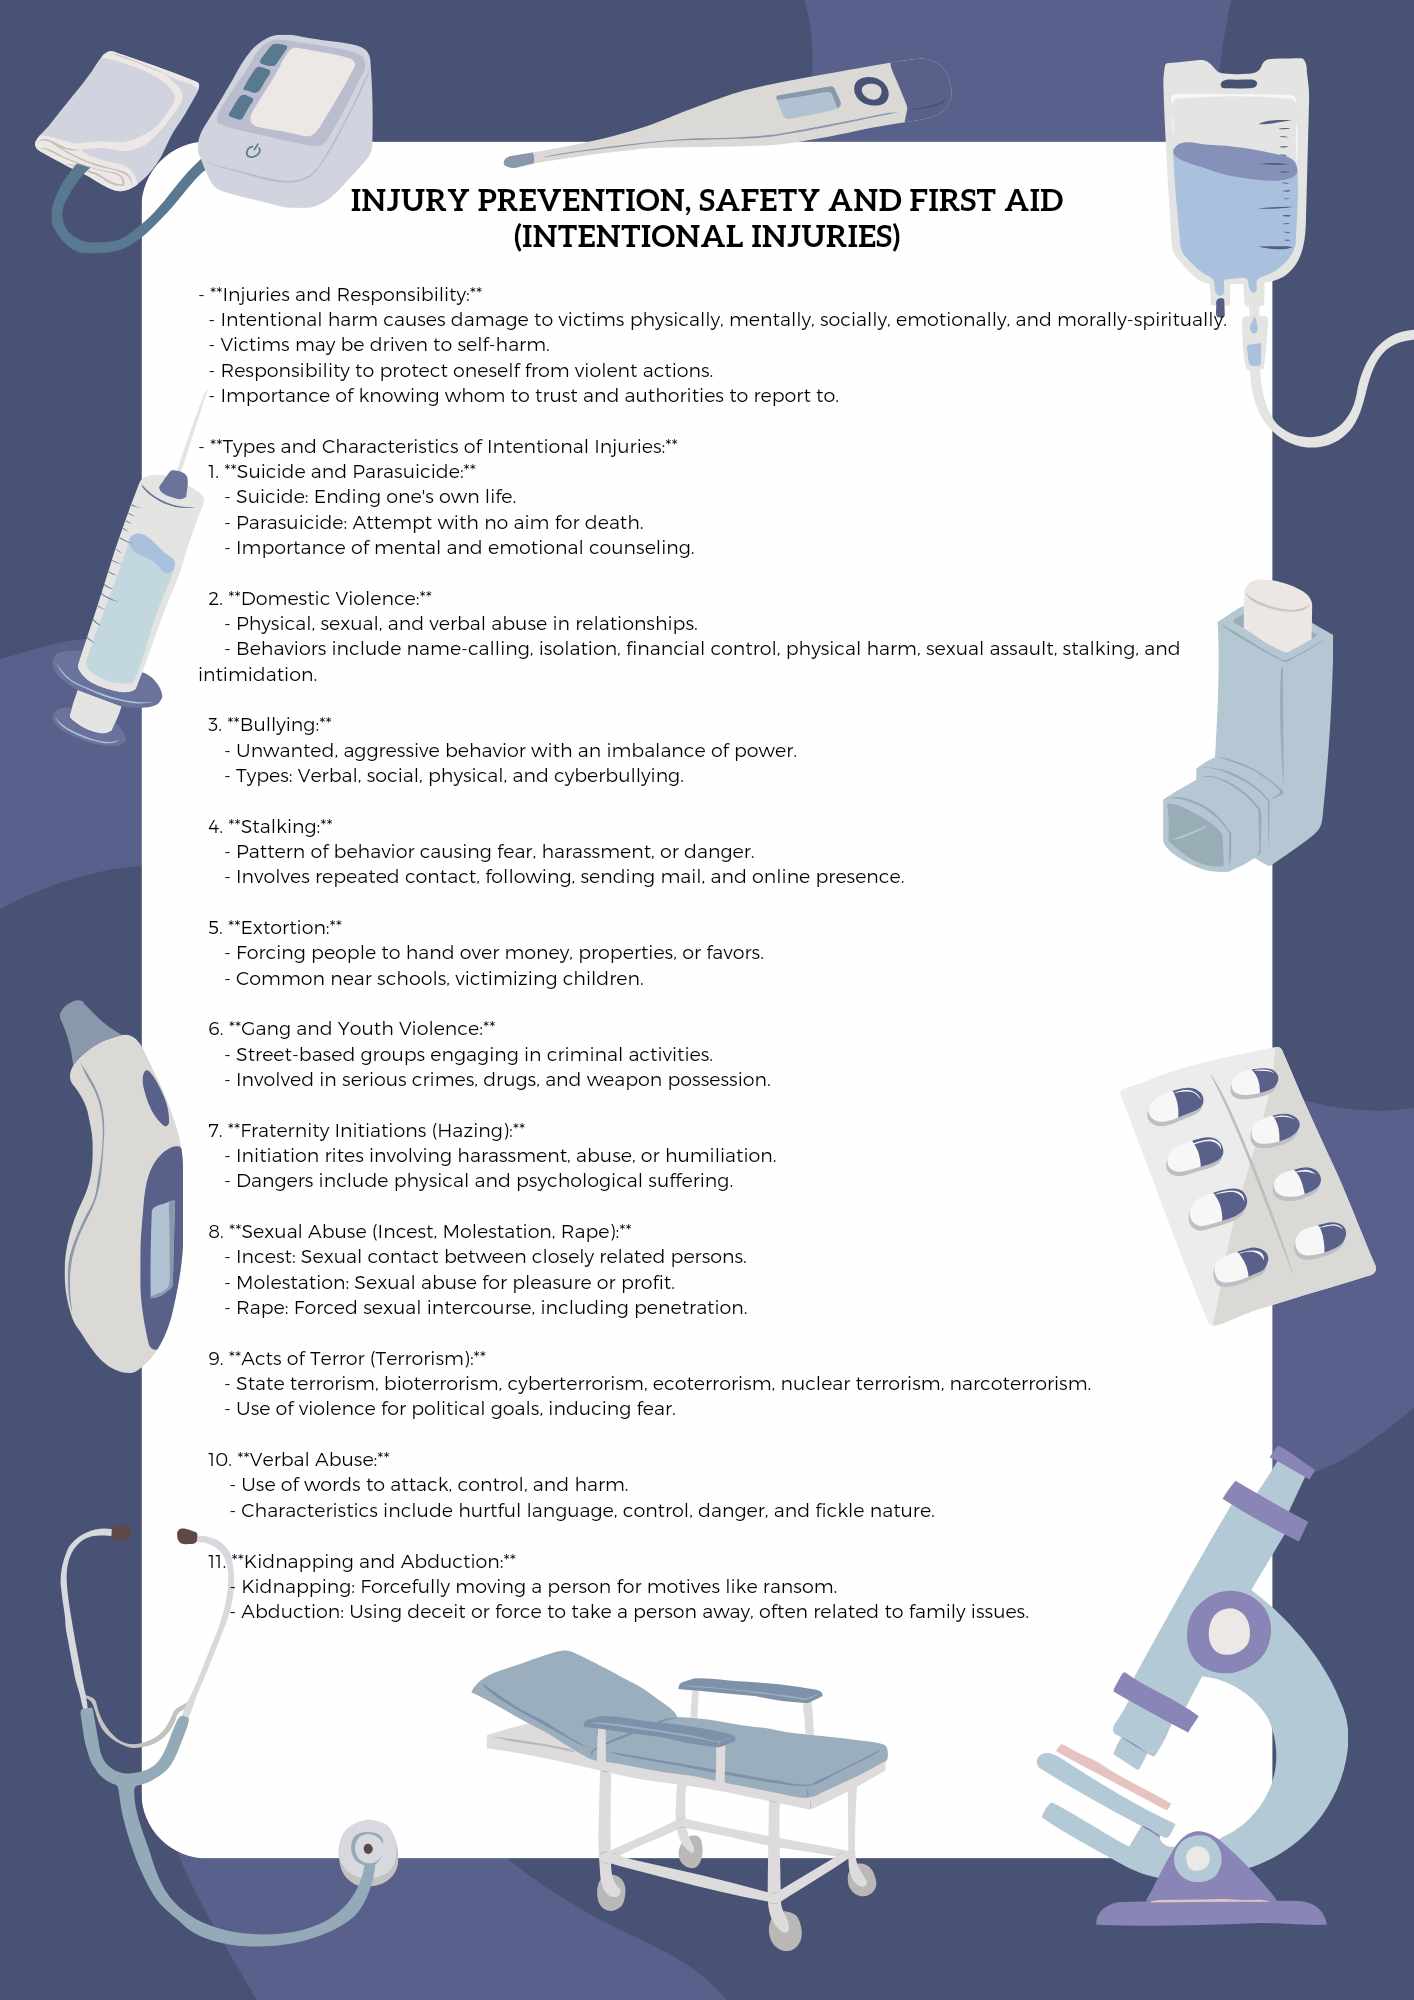 INJURY PREVENTION, SAFETY AND FIRST AID
(INTENTIONAL INJURIES)
- **Injuries and Responsibility:**
- Intentional harm causes damage to victims physically, mentally, socially, emotionally, and morally-spiritually.
- Victims may be driven to self-harm.
- Responsibility to protect oneself from violent actions.
- Importance of knowing whom to trust and authorities to report to.
- **Types and Characteristics of Intentional Injuries:**
1. **Suicide and Parasuicide:**
- Suicide: Ending one's own life.
- Parasuicide: Attempt with no aim for death.
- Importance of mental and emotional counseling.
2. **Domestic Violence:**
- Physical, sexual, and verbal abuse in relationships.
- Behaviors include name-calling, isolation, financial control, physical harm, sexual assault, stalking, and
intimidation.
3. **Bullying:**
- Unwanted, aggressive behavior with an imbalance of power.
- Types: Verbal, social, physical, and cyberbullying.
4. **Stalking:**
- Pattern of behavior causing fear, harassment, or danger.
- Involves repeated contact, following, sending mail, and online presence.
5. **Extortion:**
- Forcing people to hand over money, properties, or favors.
- Common near schools, victimizing children.
6. **Gang and Youth Violence:**
- Street-based groups engaging in criminal activities.
- Involved in serious crimes, drugs, and weapon possession.
7. **Fraternity Initiations (Hazing):**
- Initiation rites involving harassment, abuse, or humiliation.
- Dangers include physical and psychological suffering.
8. **Sexual Abuse (Incest, Molestation, Rape):**
- Incest: Sexual contact between closely related persons.
- Molestation: Sexual abuse for pleasure or profit.
- Rape: Forced sexual intercourse, including penetration.
9. **Acts of Terror (Terrorism):**
- State terrorism, bioterrorism, cyberterrorism, ecoterrorism, nuclear terrorism, narcoterrorism.
- Use of violence for political goals, inducing fear.
10. **Verbal Abuse:**
- Use of words to attack, control, and harm.
- Characteristics include hurtful language, control, danger, and fickle nature.
11. **Kidnapping and Abduction:**
- Kidnapping: Forcefully moving a person for motives like ransom.
- Abduction: Using deceit or force to take a person away, often related to family issues.